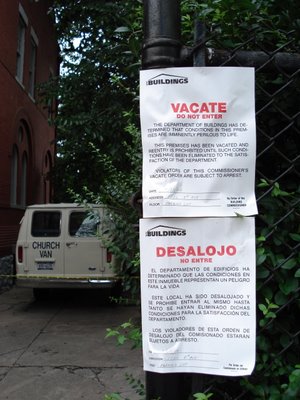 BUILDINGS
VACATE
DO NOT ENTER
THE DEPARTMENT OF BUILDINGS HAS DE-
TERMINED THAT CONDITIONS IN THIS PREM-
ISES ARE IMMINENTLY PERILOUS TO LIFE.
THIS PREMISES HAS BEEN VACATED AND
REENTRY IS PROHIBITED UNTIL SUCH CONDI-
TIONS HAVE BEEN ELIMINATED TO THE SATIS-
FACTION OF THE DEPARTMENT.
VIOLATORS OF THIS COMMISSIONER'S
VACATE ORDER ARE SUBJECT TO ARREST.
DATE
BUILDINGS
DESALOJO
NO ENTRE
EL DEPARTAMENTO DE EDIFICIOS HA
DETERMINADO QUE LAS CONDICIONES EN
ESTE INMUEBLE REPRESENTAN UN PELIGRO
PARA LA VIDA
ESTE LOCAL HA SIDO DESALOJADO Y
SE PROHIBE ENTRAR AL MISMO HASTA
TANTO SE HAYAN ELIMINADO DICHAS
CONDICIONES PARA LA SATISFACCIÓN DEL
DEPARTAMENTO.
LOS VIOLADORES DE ESTA ORDEN DE
DESALOJO DEL COMISIONADO ESTARAN
SUJETOS A ARRESTO.
CHURCH
VAN